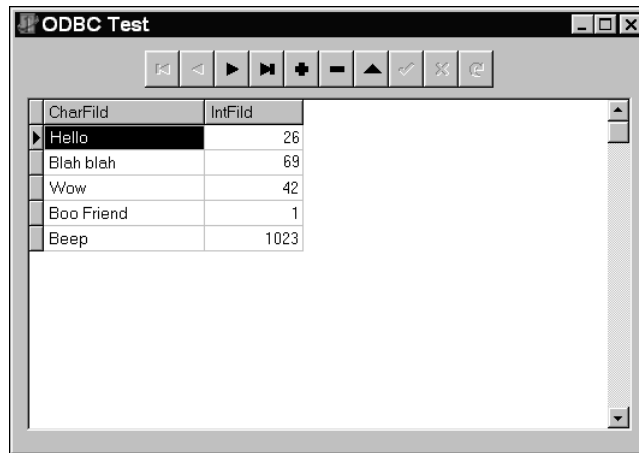 ODBC Test
CharFild IntFild
Hello 26
Blah blah 69
Wow 42
Boo Friend 1
Beep 1023